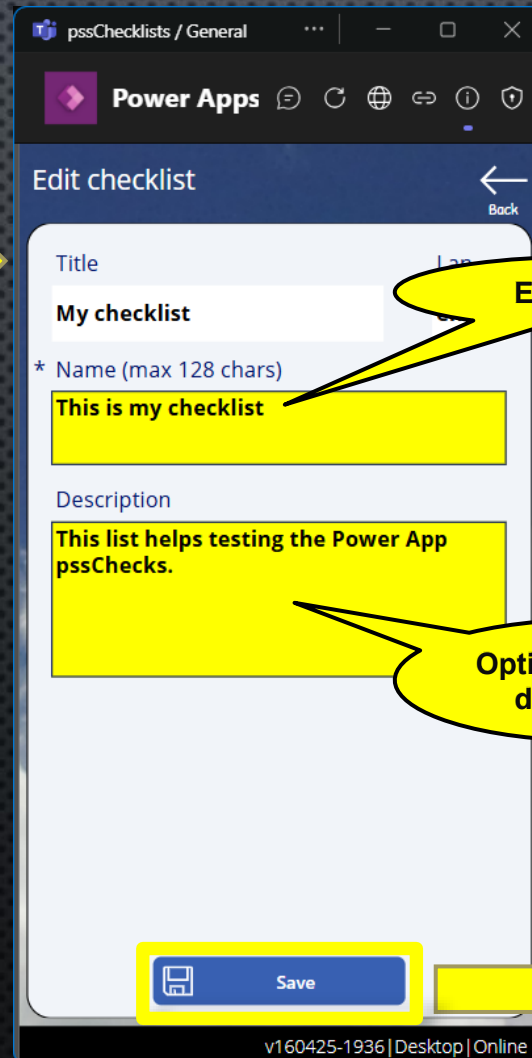 pssChecklists / General
Power Apps
Edit checklist
Back
Title
My checklist
* Name (max 128 chars)
This is my checklist
Description
This list helps testing the Power App
pssChecks.
Save
v160425-1936|Desktop|Online